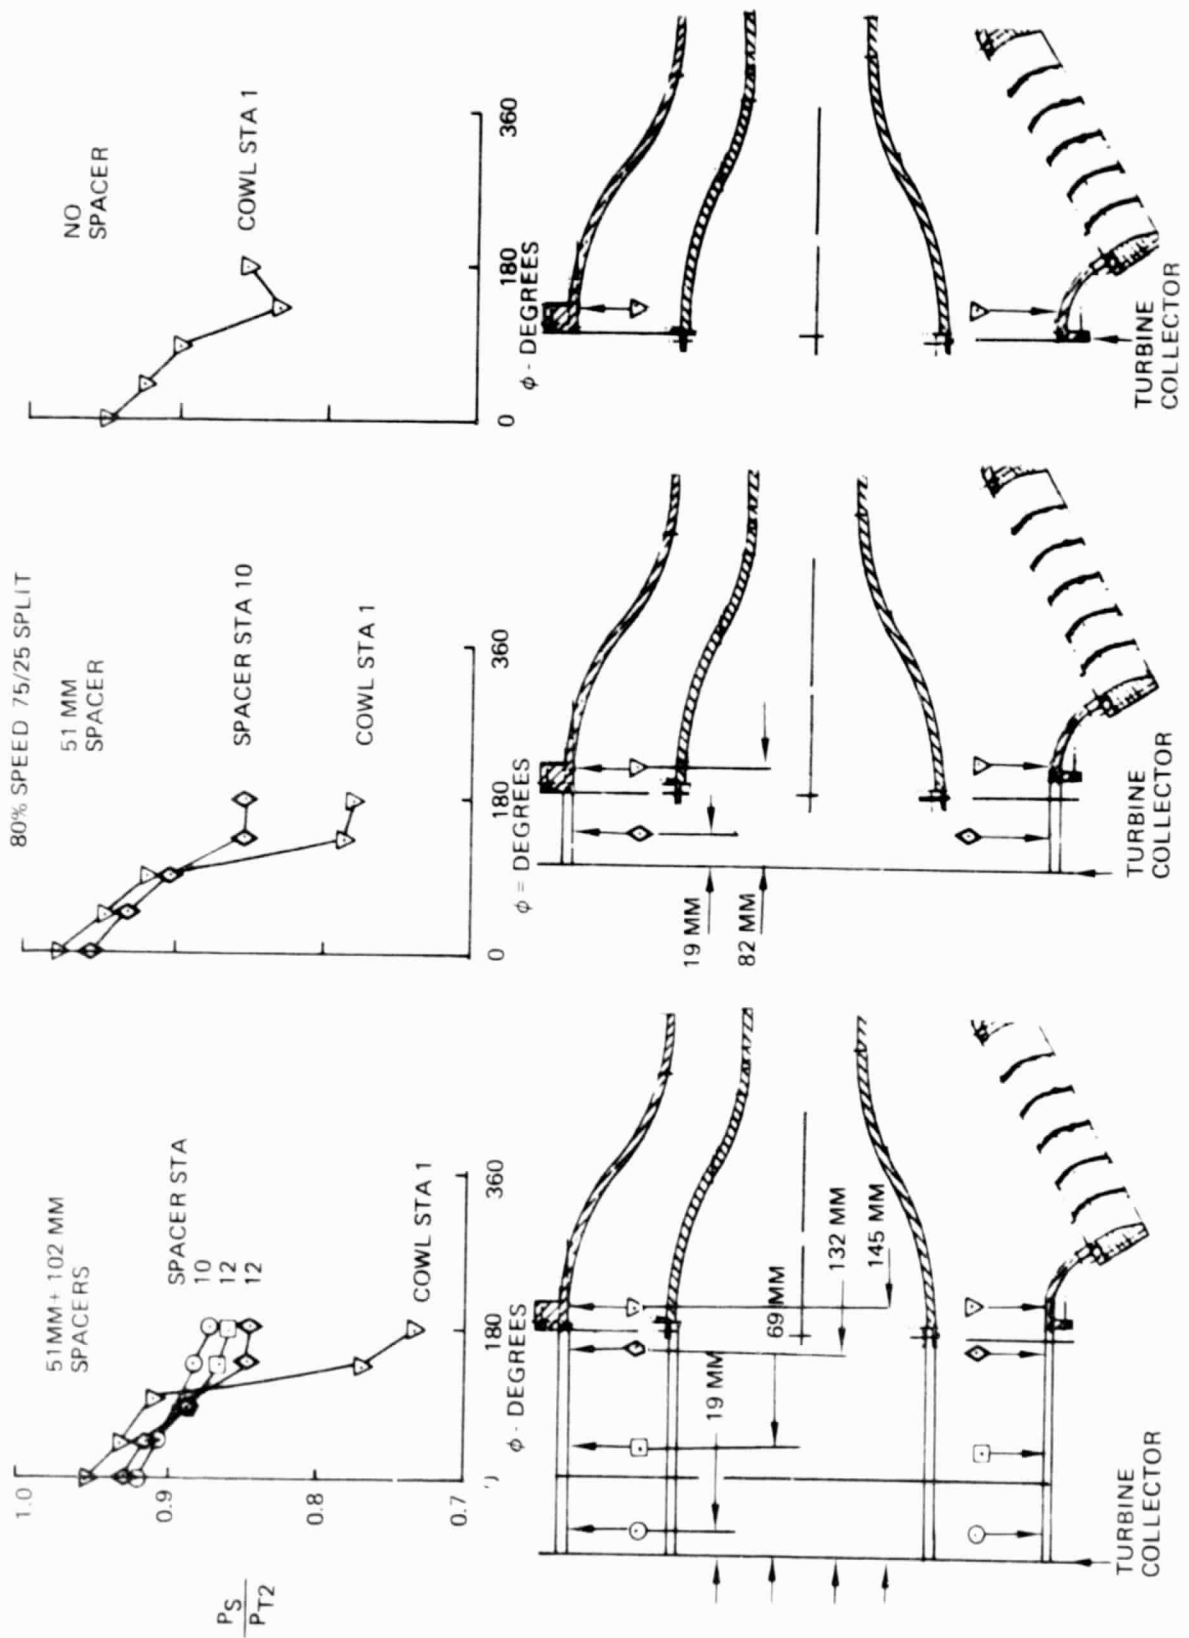 80% SPEED 75/25 SPLIT
51MM+ 102 MM
SPACERS
51 MM
SPACER
NO
SPACER
SPACER STA
10
12
12
COWL STA 1
SPACER STA 10
COWL STA 1
COWL STA 1
1.0
0.9
0.8
0.7
PS
PT2
180
360
0
180
360
0
180
360
φ - DEGREES
φ = DEGREES
φ - DEGREES
19 MM
69 MM
132 MM
145 MM
19 MM
82 MM
TURBINE
COLLECTOR
TURBINE
COLLECTOR
TURBINE
COLLECTOR